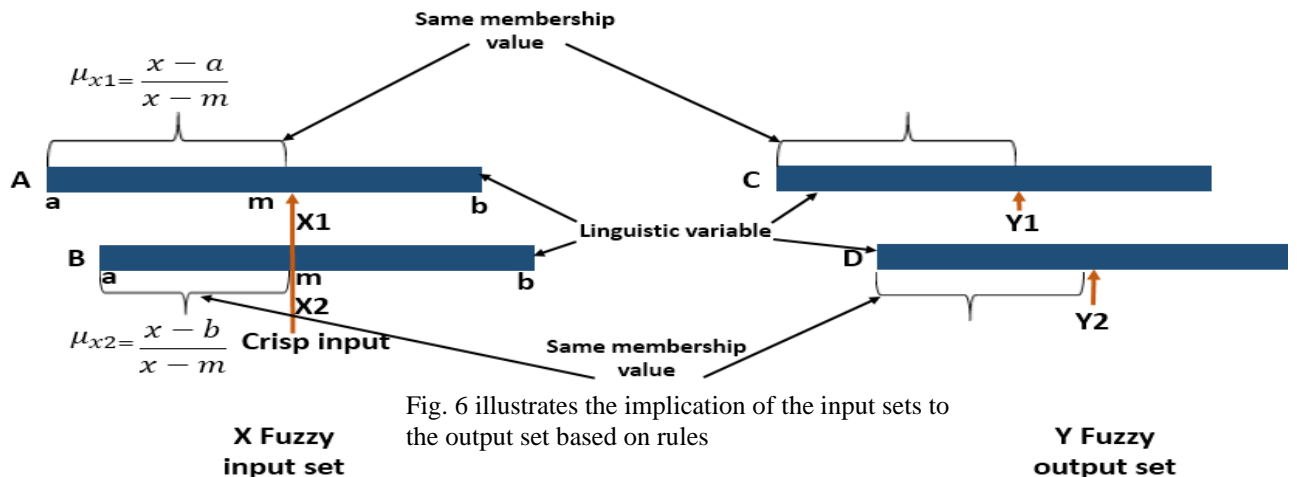 Same membership
value
μx1= x − a
x − m
A
a
m
b
X1
C
Y1
Linguistic variable
B
a
m
b
X2
D
Y2
μx2= x − b
x − m
Crisp input
Same membership
value
Fig. 6 illustrates the implication of the input sets to
the output set based on rules
X Fuzzy
input set
Y Fuzzy
output set